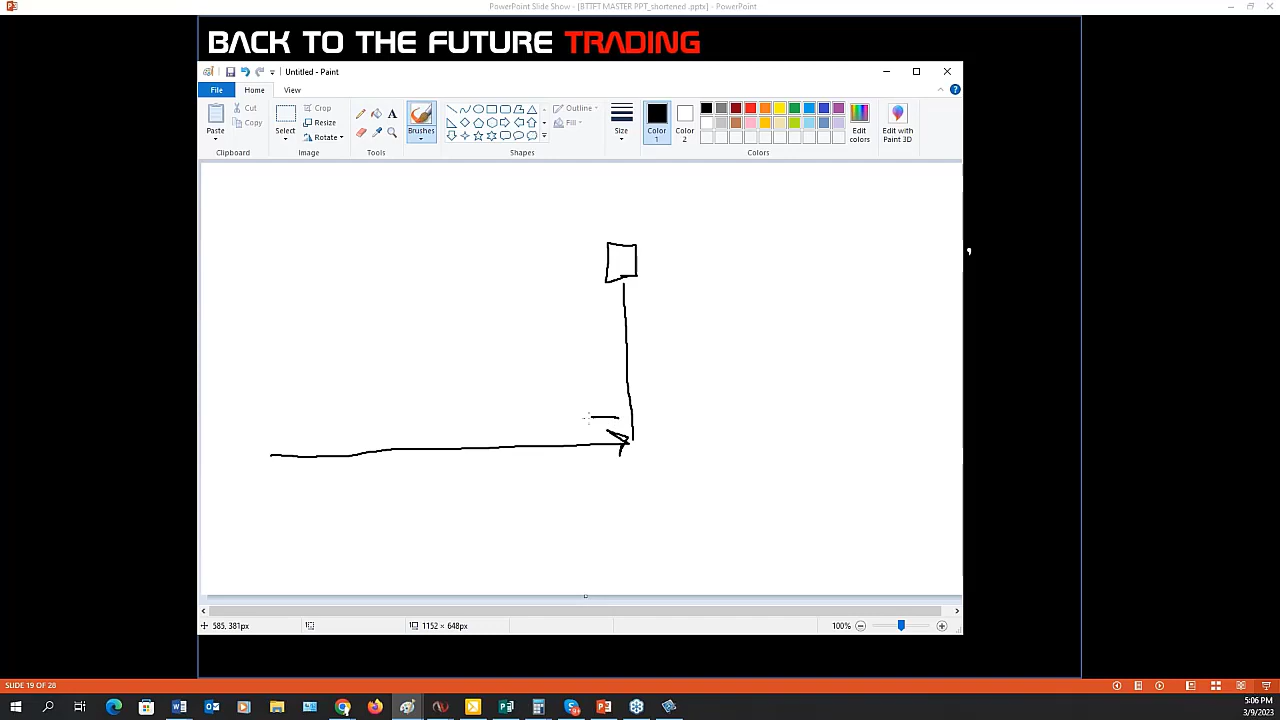 PowerPoint Slide Show - [BTTFT MASTER PPT_shortened .pptx] - PowerPoint
BACK TO THE FUTURE TRADING
Untitled - Paint
File
Home
View
Paste
Cut
Copy
Clipboard
Select
Crop
Resize
Rotate
Image
A
Tools
Brushes
Shapes
Outline
Fill
Size
Color
1
Color
2
Edit
colors
Edit with
Paint 3D
Colors
,
585, 381px
1152 × 648px
100%
SLIDE 19 OF 28
5:06 PM
3/9/2023